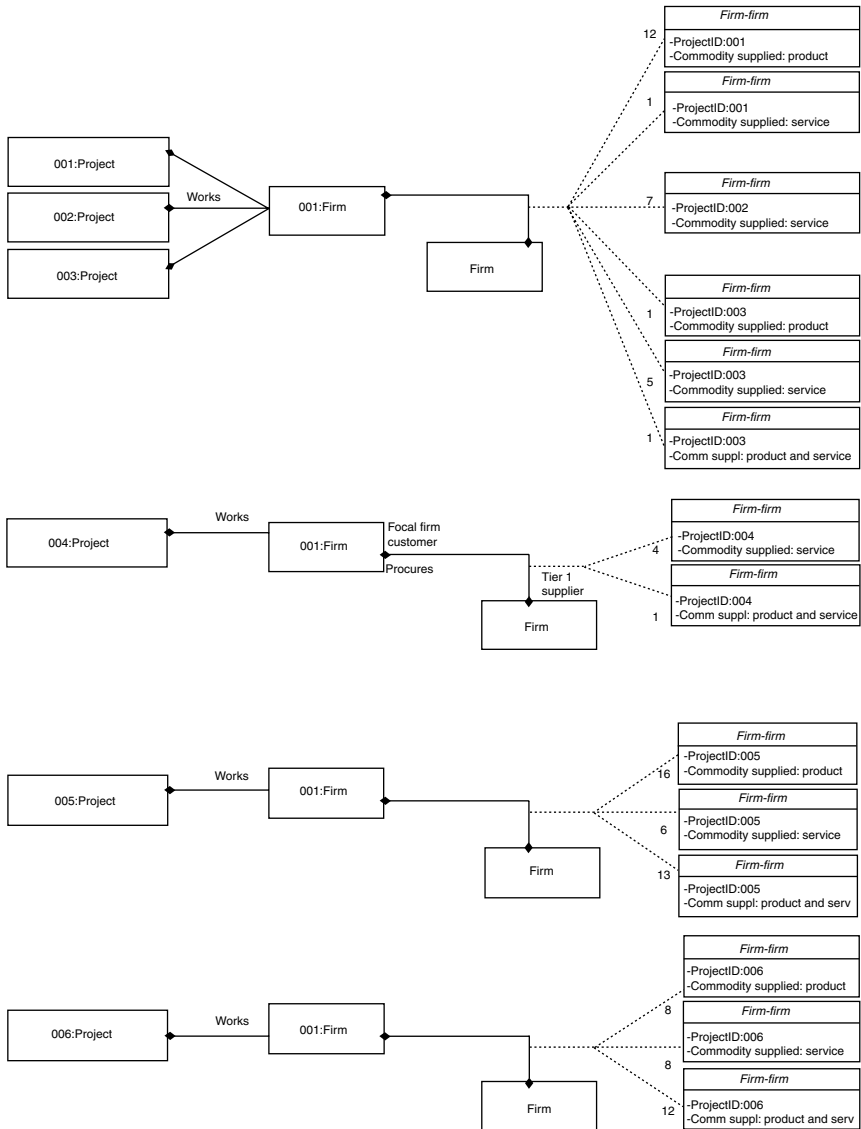 Firm-firm
12
-ProjectID:001
-Commodity supplied: product
Firm-firm
1
-ProjectID:001
-Commodity supplied: service
001:Project
Works
002:Project
001:Firm
003:Project
Firm
Firm-firm
7
-ProjectID:002
-Commodity supplied: service
Firm-firm
1
-ProjectID:003
-Commodity supplied: product
Firm-firm
5
-ProjectID:003
-Commodity supplied: service
Firm-firm
1
-ProjectID:003
-Comm suppl: product and service
004:Project
Works
001:Firm
Focal firm
customer
Procures
Tier 1
supplier
Firm
Firm-firm
4
-ProjectID:004
-Commodity supplied: service
Firm-firm
1
-ProjectID:004
-Comm suppl: product and service
005:Project
Works
001:Firm
Firm
Firm-firm
16
-ProjectID:005
-Commodity supplied: product
Firm-firm
6
-ProjectID:005
-Commodity supplied: service
Firm-firm
13
-ProjectID:005
-Comm suppl: product and serv
006:Project
Works
001:Firm
Firm
Firm-firm
-ProjectID:006
-Commodity supplied: product
8
Firm-firm
-ProjectID:006
-Commodity supplied: service
8
Firm-firm
12
-ProjectID:006
-Comm suppl: product and serv